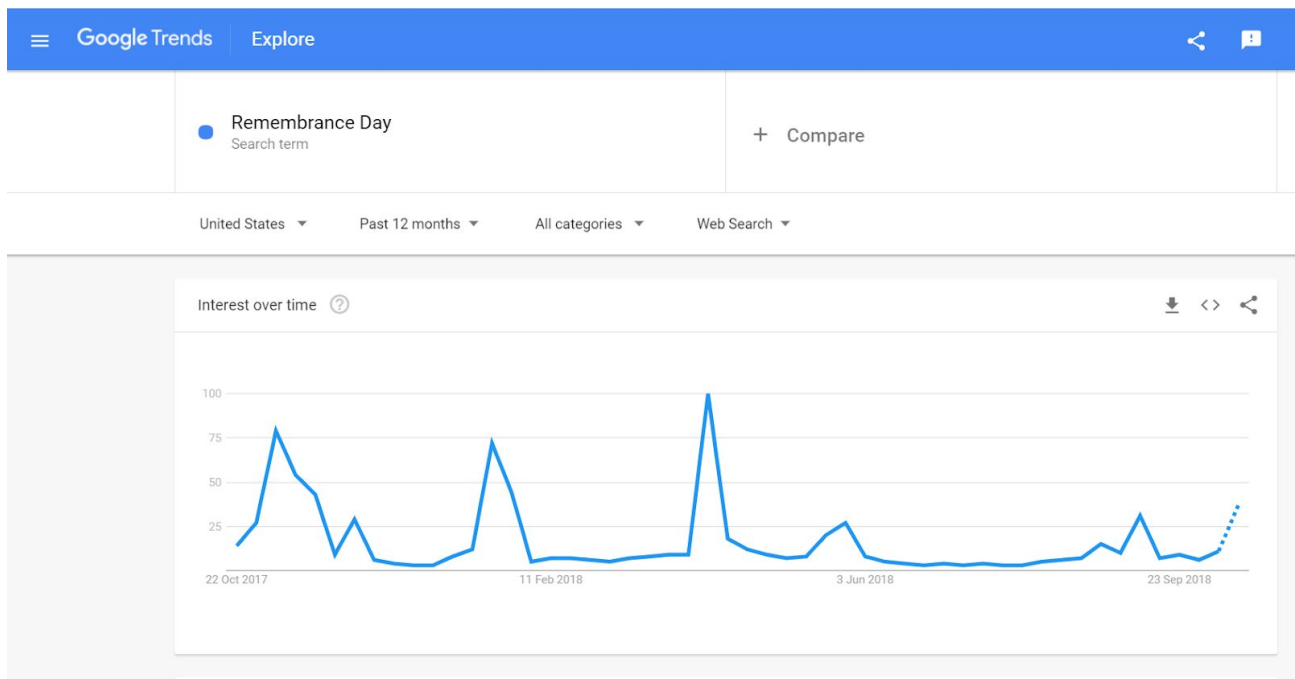 Google Trends Explore
Remembrance Day
Search term
+ Compare
United States Past 12 months All categories Web Search
Interest over time ?
100
75
50
25
22 Oct 2017 11 Feb 2018 3 Jun 2018 23 Sep 2018